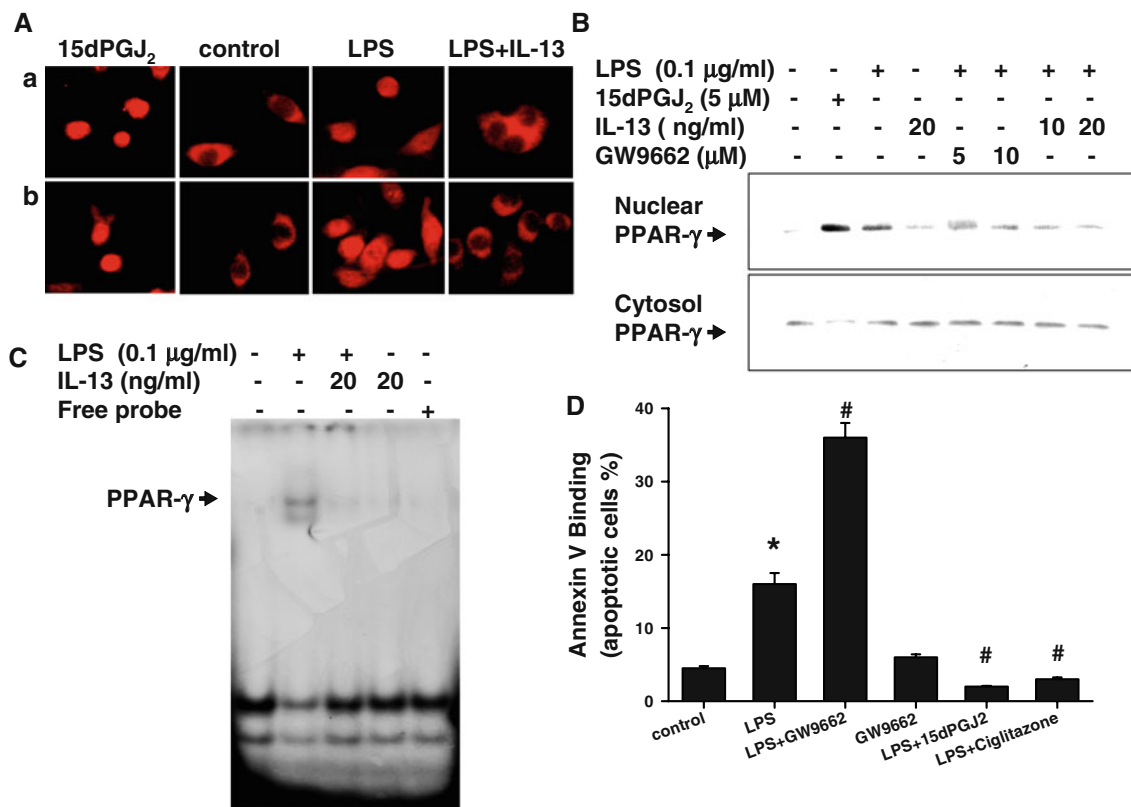 A
15dPGJ2 control LPS LPS+IL-13
a
b
B
LPS (0.1 μg/ml) - - + - + + + +
15dPGJ2 (5 μM) - + - - - - - -
IL-13 ( ng/ml) - - - 20 - - 10 20
GW9662 (μM) - - - - 5 10 - -
Nuclear
PPAR-γ
Cytosol
PPAR-γ
C
LPS (0.1 μg/ml) - + + - -
IL-13 (ng/ml) - - 20 20 -
Free probe - - - - +
PPAR-γ
D
Annexin V Binding
(apoptotic cells %)
40
30
20
10
0
* # # #
control LPS LPS+GW9662 GW9662 LPS+15dPGJ2 LPS+Ciglitazone